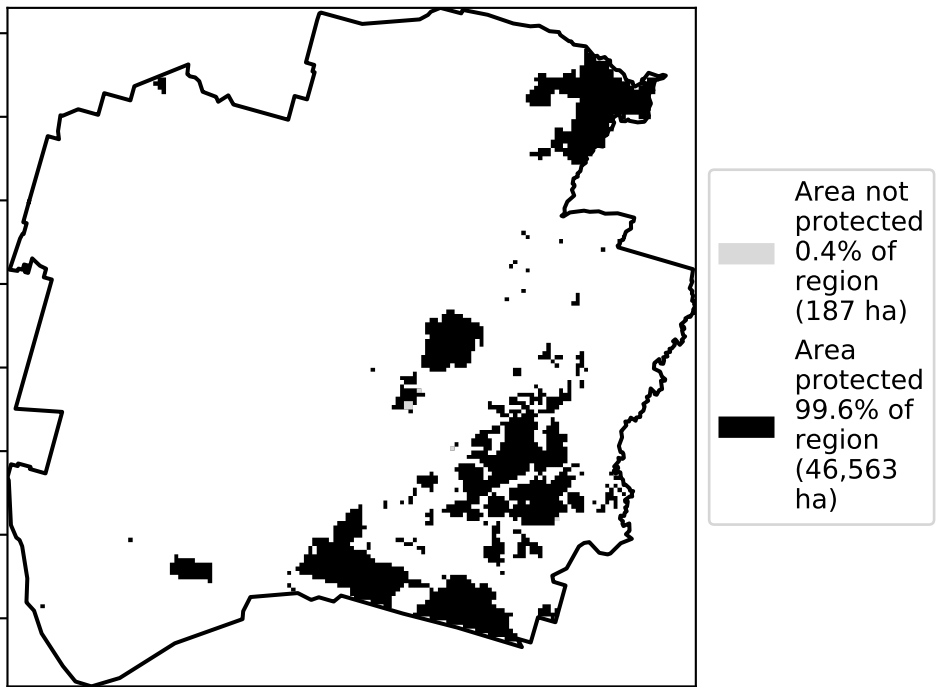 Area not
protected
0.4% of
region
(187 ha)
Area
protected
99.6% of
region
(46,563
ha)